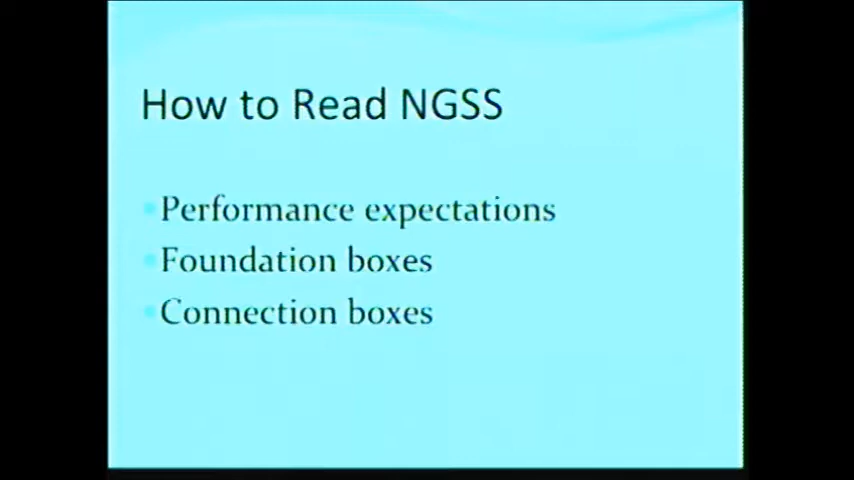 How to Read NGSS
Performance expectations
Foundation boxes
Connection boxes